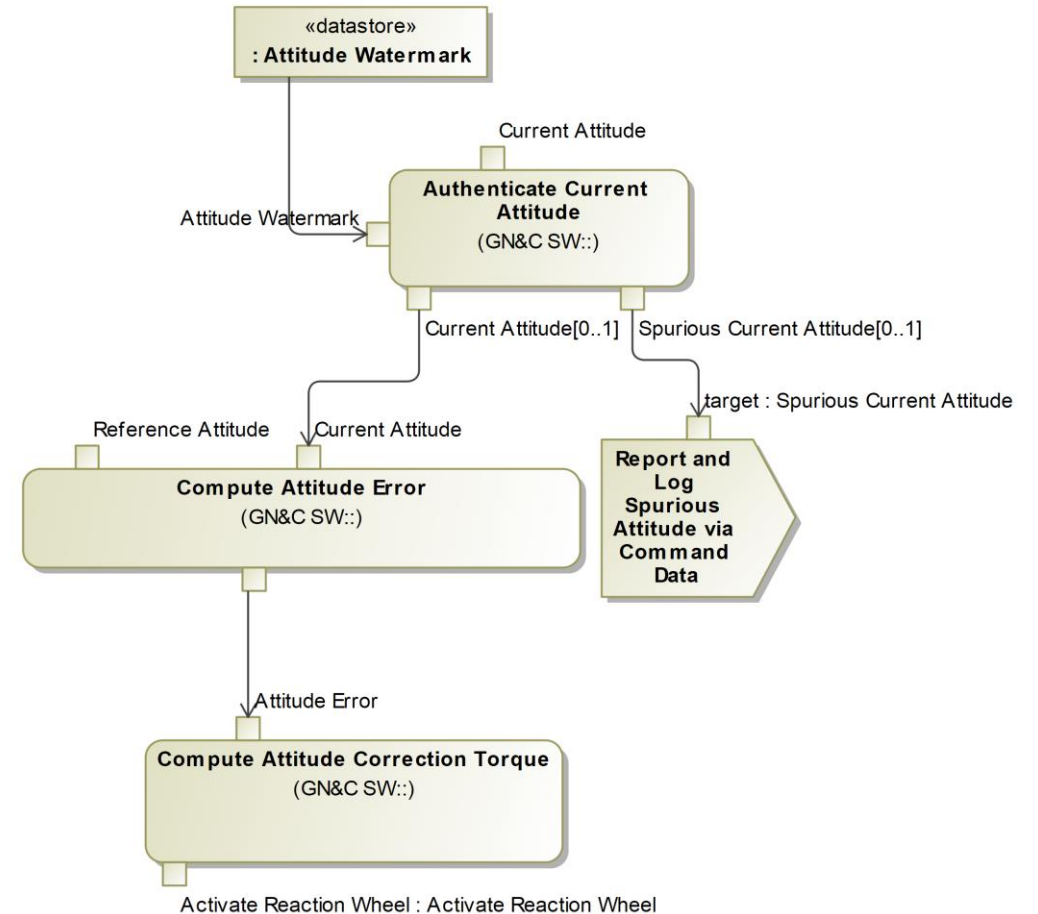 «datastore»
: Attitude Watermark
Current Attitude
Authenticate Current
Attitude
(GN&C SW::)
Attitude Watermark
Current Attitude[0..1]
Spurious Current Attitude[0..1]
target : Spurious Current Attitude
Reference Attitude
Current Attitude
Compute Attitude Error
(GN&C SW::)
Report and
Log
Spurious
Attitude via
Command
Data
Attitude Error
Compute Attitude Correction Torque
(GN&C SW::)
Activate Reaction Wheel : Activate Reaction Wheel